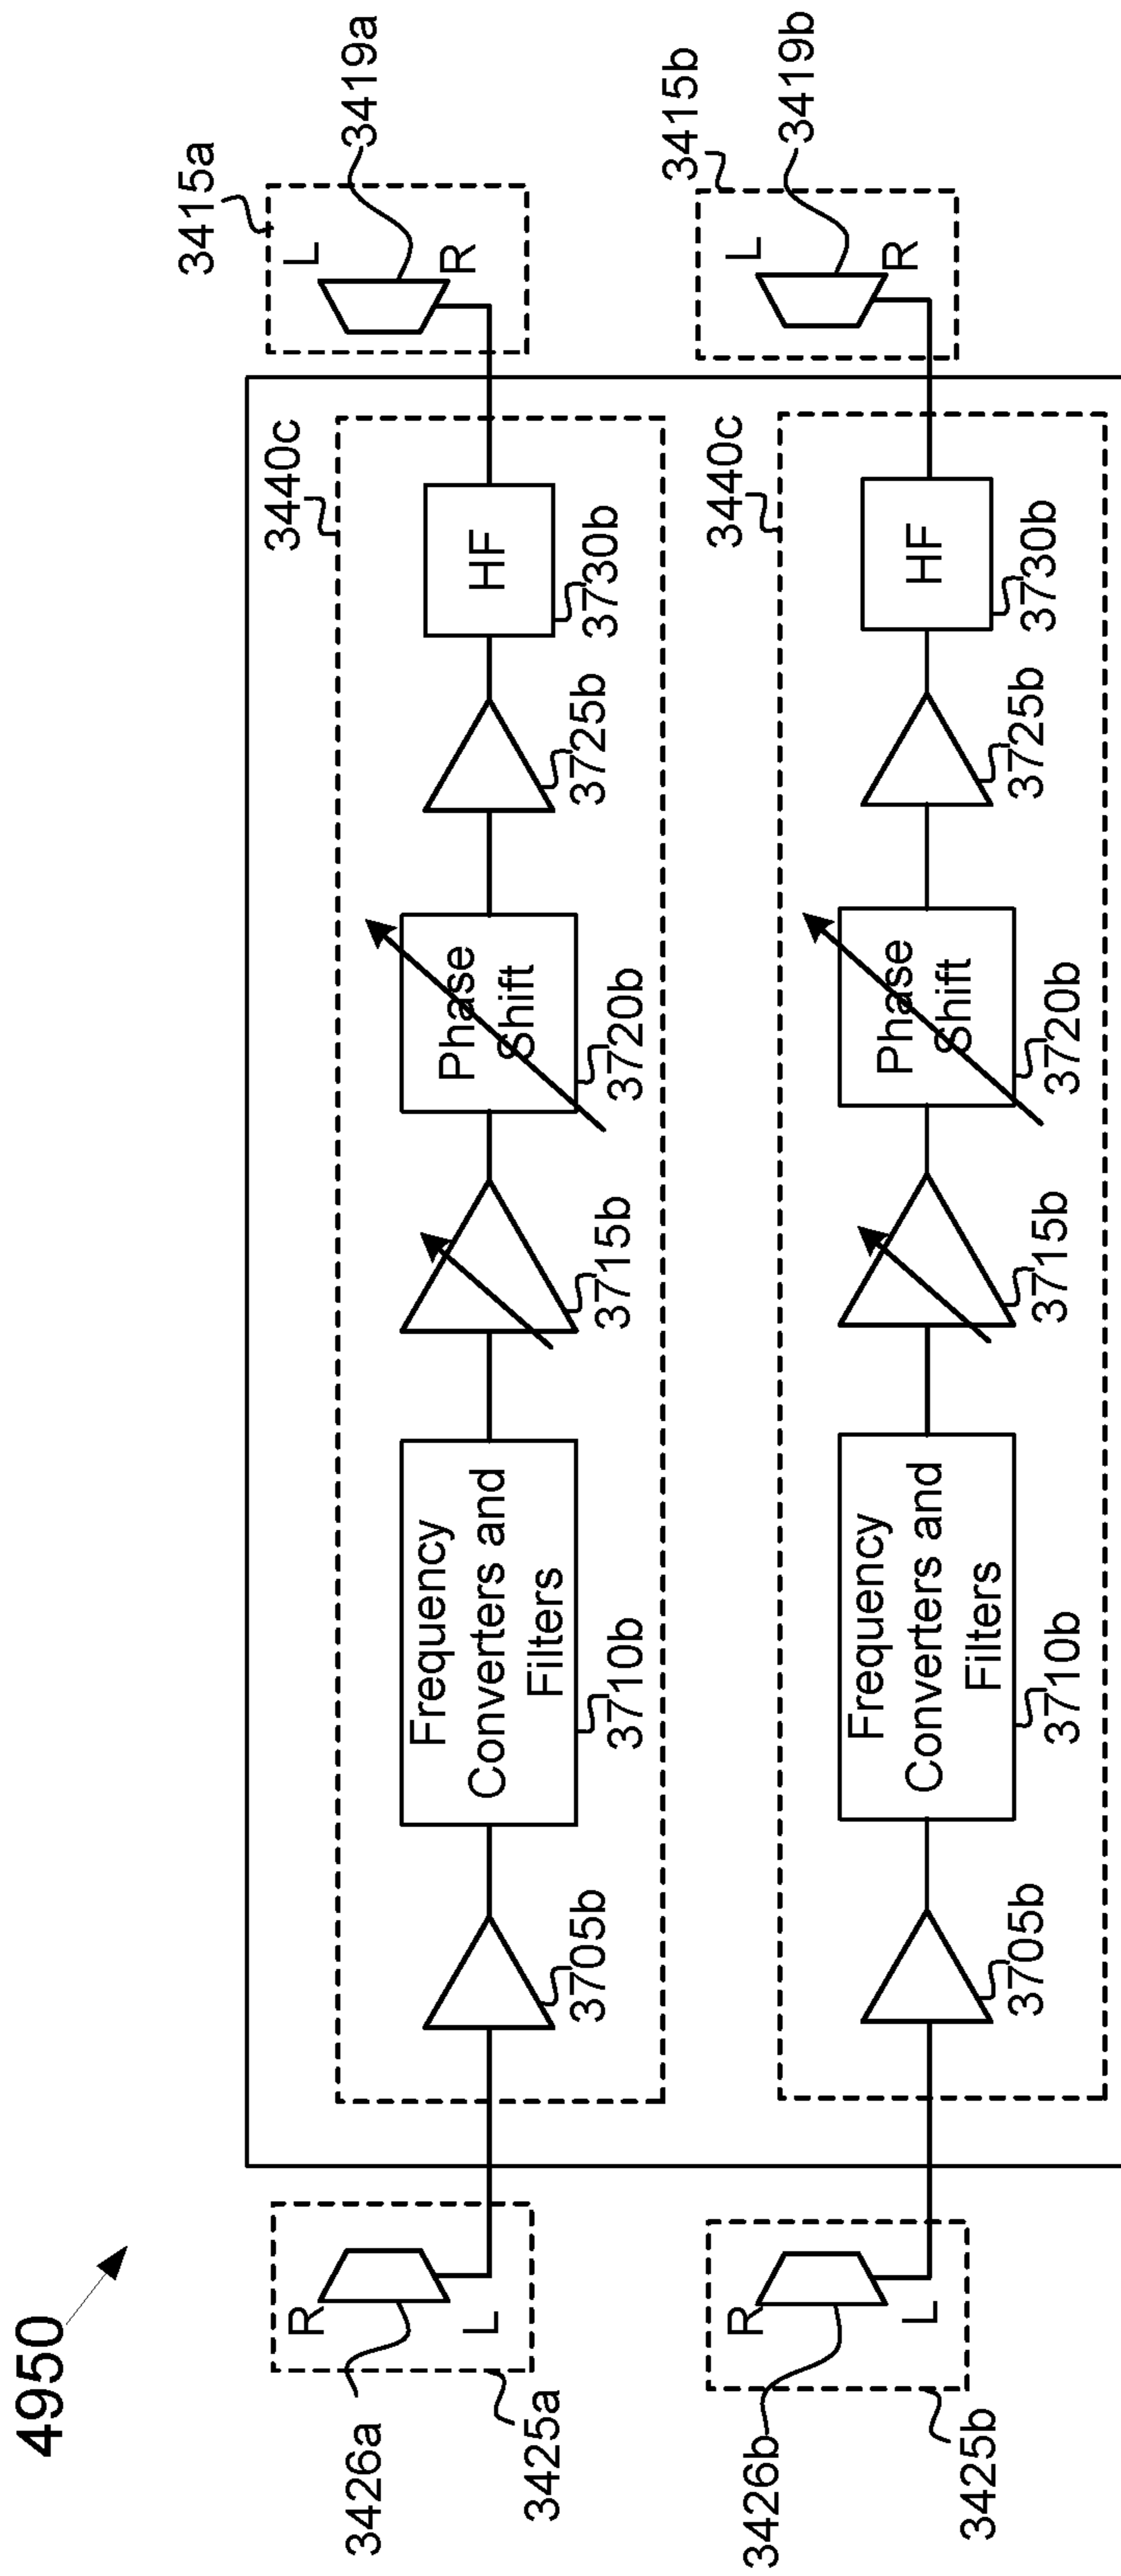 4950
3415a
L
3419a
R
3440c
HF
3730b
3725b
Phase
Shift
3720b
3715b
Frequency
Converters and
Filters
3710b
3705b
R
L
3426a
3425a
3415b
L
3419b
R
3440c
HF
3730b
3725b
Phase
Shift
3720b
3715b
Frequency
Converters and
Filters
3710b
3705b
R
L
3426b
3425b